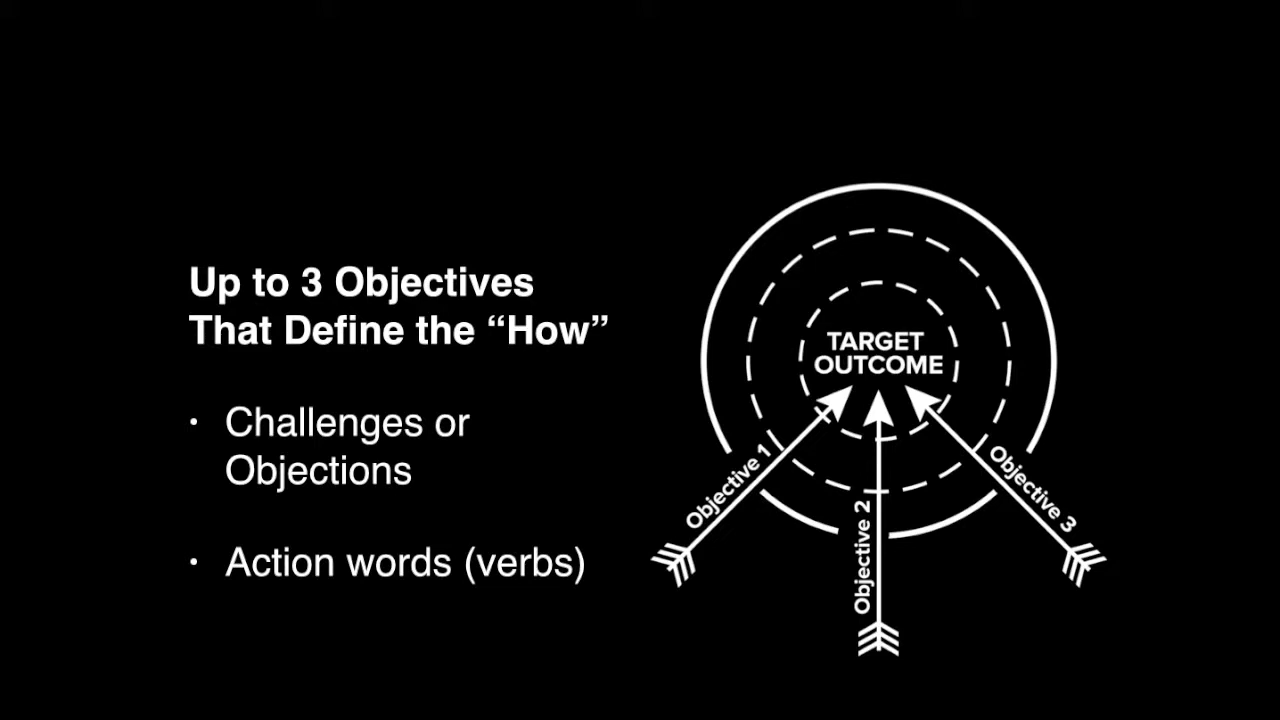 Up to 3 Objectives
That Define the “How”
• Challenges or
Objections
• Action words (verbs)
TARGET
OUTCOME
Objective 1
Objective 2
Objective 3